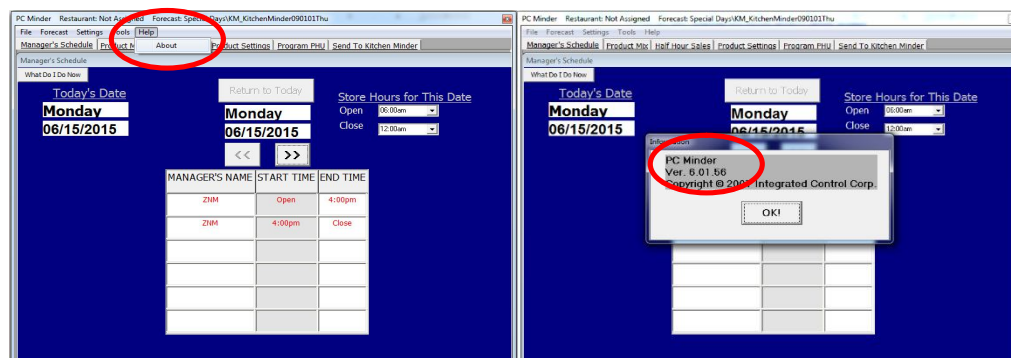 PC Minder Restaurant: Not Assigned Forecast: Special Days\KM_KitchenMinder090101Thu
File Forecast Settings Tools Help
Manager's Schedule Product Settings Program PHU Send To Kitchen Minder
About
Manager's Schedule
What Do I Do Now
Today's Date
Monday
06/15/2015
Return to Today
Monday
06/15/2015
<< >>
Store Hours for This Date
Open 06:00am
Close 12:00am
MANAGER'S NAME START TIME END TIME
ZNM Open 4:00pm
ZNM 4:00pm Close
PC Minder Restaurant: Not Assigned Forecast: Special Days\KM_KitchenMinder090101Thu
File Forecast Settings Tools Help
Manager's Schedule Product Mix Half Hour Sales Product Settings Program PHU Send To Kitchen Minder
Manager's Schedule
What Do I Do Now
Today's Date
Monday
06/15/2015
Return to Today
Monday
06/15/2015
Store Hours for This Date
Open 06:00am
Close 12:00am
Information
PC Minder
Ver. 6.01.56
Copyright © Integrated Control Corp.
OK!